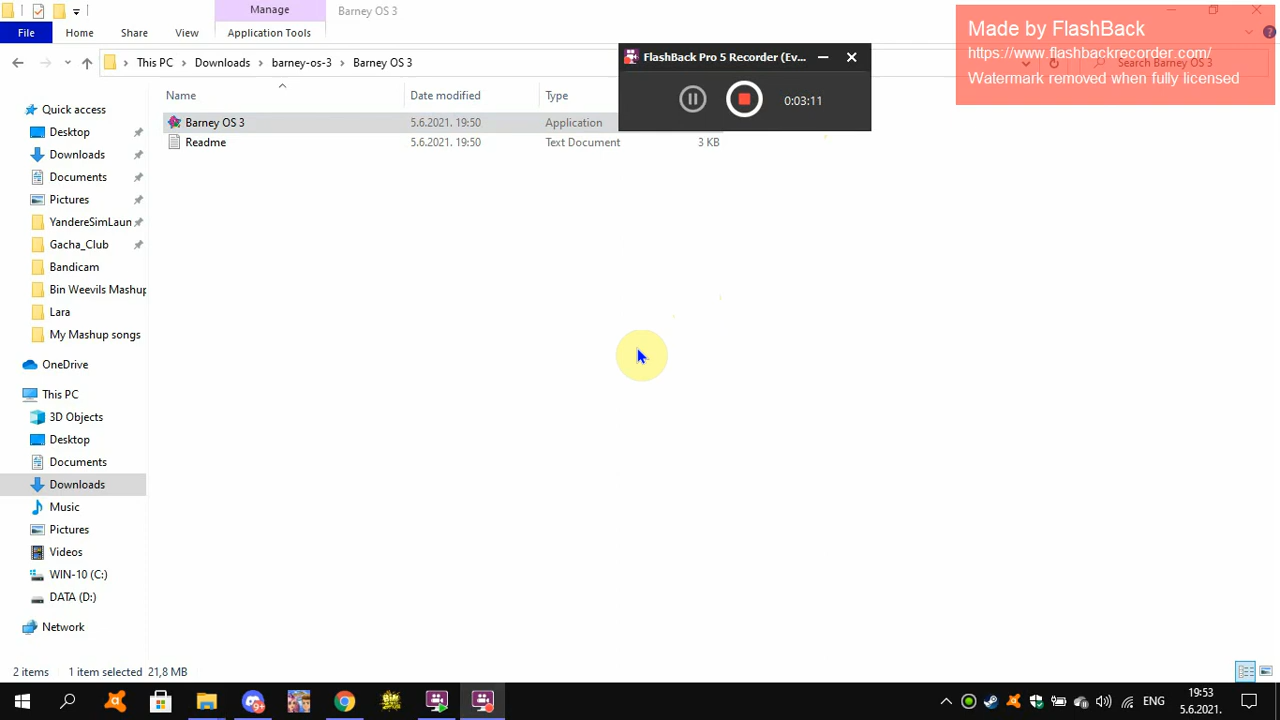 Manage
Barney OS 3
File
Home
Share
View
Application Tools
This PC
Downloads
barney-os-3
Barney OS 3
Search Barney OS 3
Made by FlashBack
https://www.flashbackrecorder.com/
Watermark removed when fully licensed
FlashBack Pro 5 Recorder (Ev...
0:03:11
Name
Date modified
Type
Barney OS 3
5.6.2021. 19:50
Application
Readme
5.6.2021. 19:50
Text Document
3 KB
Quick access
Desktop
Downloads
Documents
Pictures
YandereSimLaun
Gacha_Club
Bandicam
Bin Weevils Mashup
Lara
My Mashup songs
OneDrive
This PC
3D Objects
Desktop
Documents
Downloads
Music
Pictures
Videos
WIN-10 (C:)
DATA (D:)
Network
2 items
1 item selected
21,8 MB
ENG
19:53
5.6.2021.